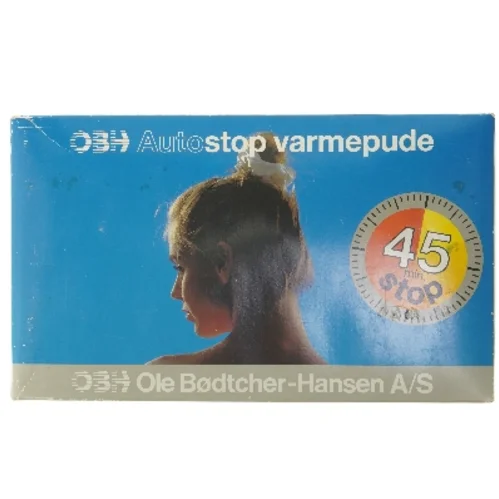 OBH Autostop varmepude
45
min
stop
OBH Ole Bødtcher-Hansen A/S